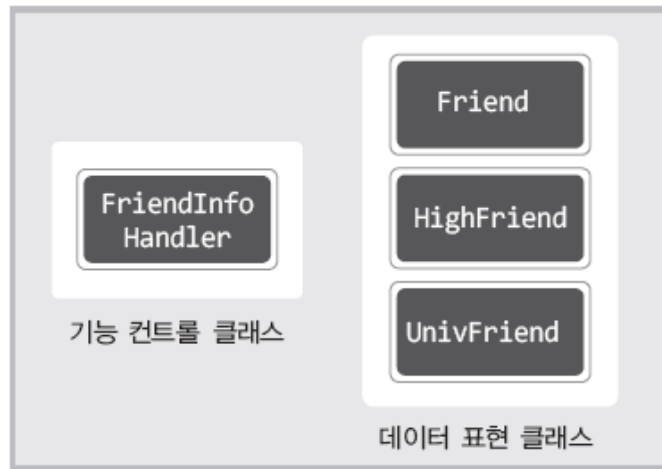 FriendInfo
Handler
기능 컨트롤 클래스
Friend
HighFriend
UnivFriend
데이터 표현 클래스